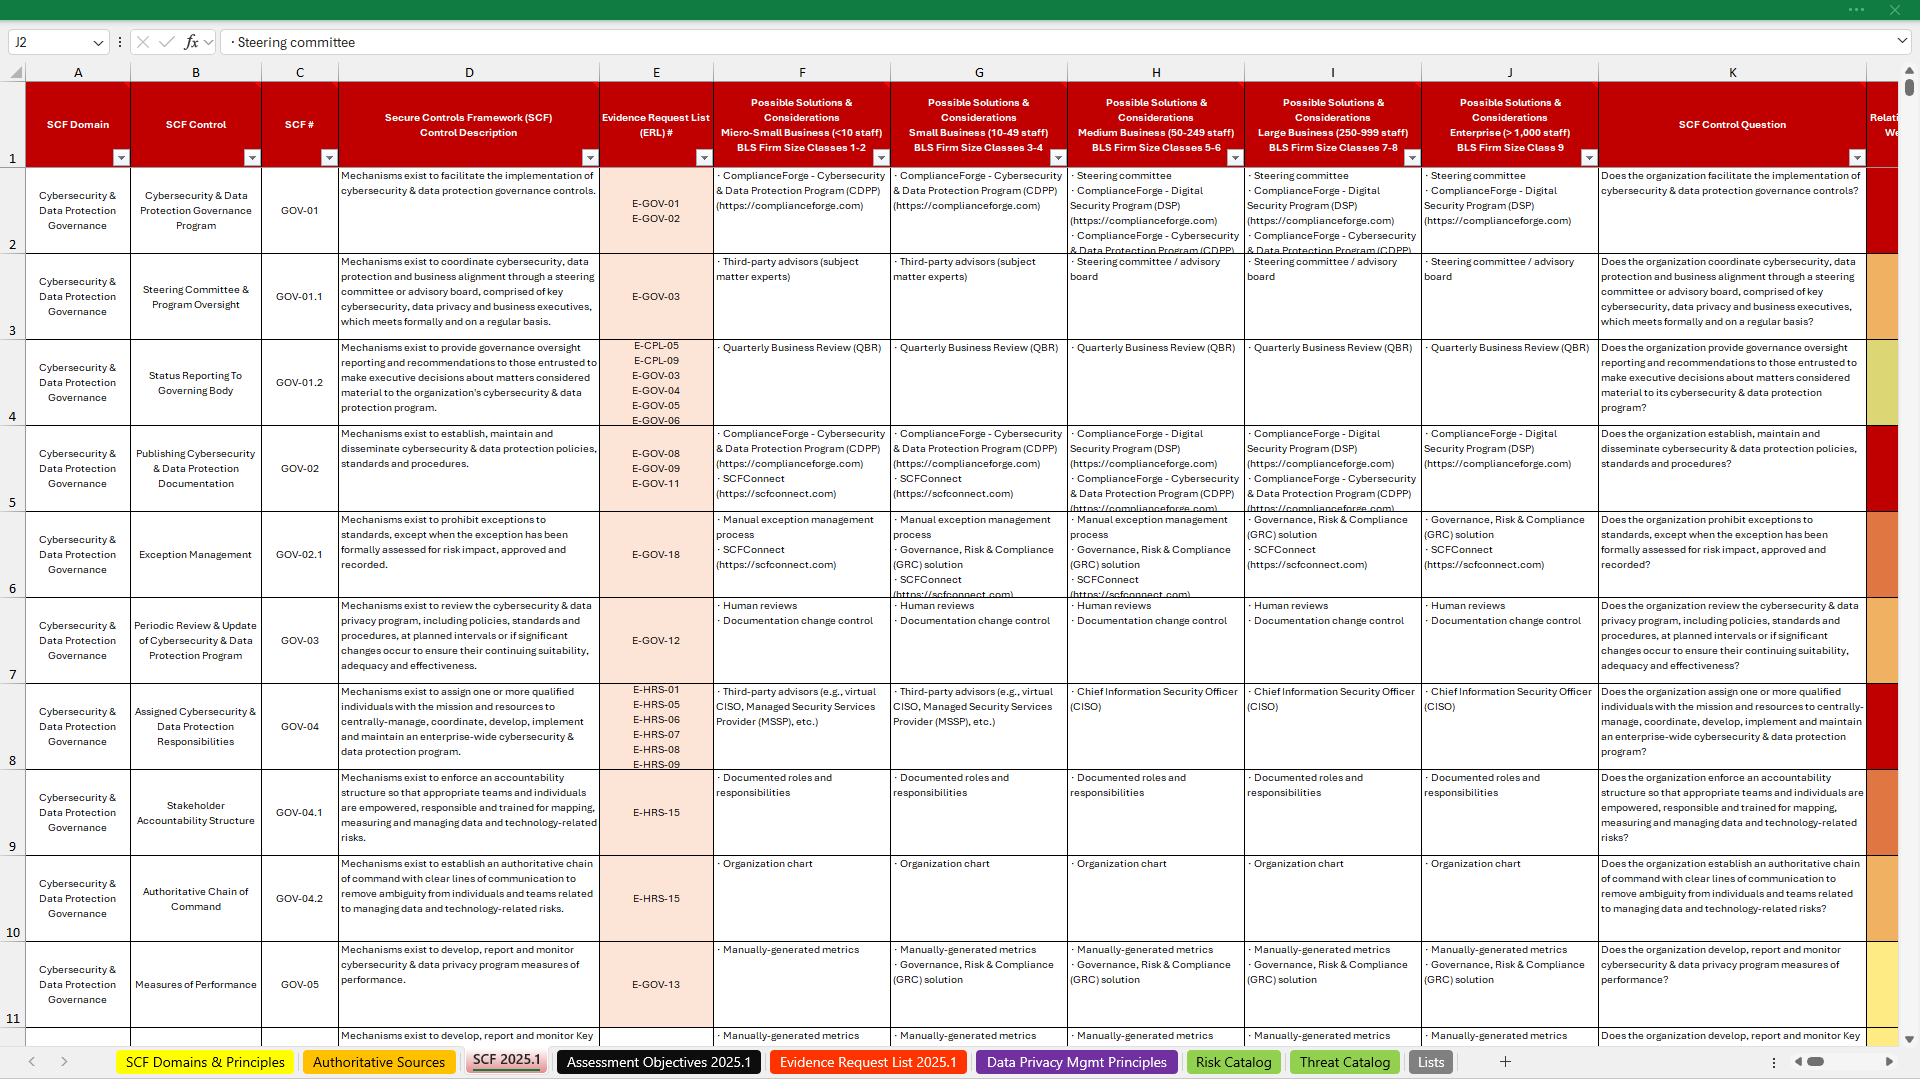 J2
fx
· Steering committee
A B C D E F G H I J K
1
SCF Domain
SCF Control
SCF #
Secure Controls Framework (SCF)
Control Description
Evidence Request List
(ERL) #
Possible Solutions &
Considerations
Micro-Small Business (<10 staff)
BLS Firm Size Classes 1-2
Possible Solutions &
Considerations
Small Business (10-49 staff)
BLS Firm Size Classes 3-4
Possible Solutions &
Considerations
Medium Business (50-249 staff)
BLS Firm Size Classes 5-6
Possible Solutions &
Considerations
Large Business (250-999 staff)
BLS Firm Size Classes 7-8
Possible Solutions &
Considerations
Enterprise (> 1,000 staff)
BLS Firm Size Class 9
SCF Control Question
2
Cybersecurity &
Data Protection
Governance
Cybersecurity & Data
Protection Governance
Program
GOV-01
Mechanisms exist to facilitate the implementation of
cybersecurity & data protection governance controls.
E-GOV-01
E-GOV-02
· ComplianceForge - Cybersecurity
& Data Protection Program (CDPP)
(https://complianceforge.com)
· ComplianceForge - Cybersecurity
& Data Protection Program (CDPP)
(https://complianceforge.com)
· Steering committee
· ComplianceForge - Digital
Security Program (DSP)
(https://complianceforge.com)
· ComplianceForge - Cybersecurity
& Data Protection Program (CDPP)
· Steering committee
· ComplianceForge - Digital
Security Program (DSP)
(https://complianceforge.com)
· ComplianceForge - Cybersecurity
& Data Protection Program (CDPP)
· Steering committee
· ComplianceForge - Digital
Security Program (DSP)
(https://complianceforge.com)
Does the organization facilitate the implementation of
cybersecurity & data protection governance controls?
3
Cybersecurity &
Data Protection
Governance
Steering Committee &
Program Oversight
GOV-01.1
Mechanisms exist to coordinate cybersecurity, data
protection and business alignment through a steering
committee or advisory board, comprised of key
cybersecurity, data privacy and business executives,
which meets formally and on a regular basis.
E-GOV-03
· Third-party advisors (subject
matter experts)
· Third-party advisors (subject
matter experts)
· Steering committee / advisory
board
· Steering committee / advisory
board
· Steering committee / advisory
board
Does the organization coordinate cybersecurity, data
protection and business alignment through a steering
committee or advisory board, comprised of key
cybersecurity, data privacy and business executives,
which meets formally and on a regular basis?
4
Cybersecurity &
Data Protection
Governance
Status Reporting To
Governing Body
GOV-01.2
Mechanisms exist to provide governance oversight
reporting and recommendations to those entrusted to
make executive decisions about matters considered
material to the organization's cybersecurity & data
protection program.
E-CPL-05
E-CPL-09
E-GOV-03
E-GOV-04
E-GOV-05
E-GOV-06
· Quarterly Business Review (QBR)
· Quarterly Business Review (QBR)
· Quarterly Business Review (QBR)
· Quarterly Business Review (QBR)
· Quarterly Business Review (QBR)
Does the organization provide governance oversight
reporting and recommendations to those entrusted to
make executive decisions about matters considered
material to its cybersecurity & data protection
program?
5
Cybersecurity &
Data Protection
Governance
Publishing Cybersecurity
& Data Protection
Documentation
GOV-02
Mechanisms exist to establish, maintain and
disseminate cybersecurity & data protection policies,
standards and procedures.
E-GOV-08
E-GOV-09
E-GOV-11
· ComplianceForge - Cybersecurity
& Data Protection Program (CDPP)
(https://complianceforge.com)
· SCFConnect
(https://scfconnect.com)
· ComplianceForge - Cybersecurity
& Data Protection Program (CDPP)
(https://complianceforge.com)
· SCFConnect
(https://scfconnect.com)
· ComplianceForge - Digital
Security Program (DSP)
(https://complianceforge.com)
· ComplianceForge - Cybersecurity
& Data Protection Program (CDPP)
(https://complianceforge.com)
· ComplianceForge - Digital
Security Program (DSP)
(https://complianceforge.com)
· ComplianceForge - Cybersecurity
& Data Protection Program (CDPP)
(https://complianceforge.com)
· ComplianceForge - Digital
Security Program (DSP)
(https://complianceforge.com)
Does the organization establish, maintain and
disseminate cybersecurity & data protection policies,
standards and procedures?
6
Cybersecurity &
Data Protection
Governance
Exception Management
GOV-02.1
Mechanisms exist to prohibit exceptions to
standards, except when the exception has been
formally assessed for risk impact, approved and
recorded.
E-GOV-18
· Manual exception management
process
· SCFConnect
(https://scfconnect.com)
· Manual exception management
process
· Governance, Risk & Compliance
(GRC) solution
· SCFConnect
(https://scfconnect.com)
· Manual exception management
process
· Governance, Risk & Compliance
(GRC) solution
· SCFConnect
(https://scfconnect.com)
· Governance, Risk & Compliance
(GRC) solution
· SCFConnect
(https://scfconnect.com)
· Governance, Risk & Compliance
(GRC) solution
· SCFConnect
(https://scfconnect.com)
Does the organization prohibit exceptions to
standards, except when the exception has been
formally assessed for risk impact, approved and
recorded?
7
Cybersecurity &
Data Protection
Governance
Periodic Review & Update
of Cybersecurity & Data
Protection Program
GOV-03
Mechanisms exist to review the cybersecurity & data
privacy program, including policies, standards and
procedures, at planned intervals or if significant
changes occur to ensure their continuing suitability,
adequacy and effectiveness.
E-GOV-12
· Human reviews
· Documentation change control
· Human reviews
· Documentation change control
· Human reviews
· Documentation change control
· Human reviews
· Documentation change control
· Human reviews
· Documentation change control
Does the organization review the cybersecurity & data
privacy program, including policies, standards and
procedures, at planned intervals or if significant
changes occur to ensure their continuing suitability,
adequacy and effectiveness?
8
Cybersecurity &
Data Protection
Governance
Assigned Cybersecurity &
Data Protection
Responsibilities
GOV-04
Mechanisms exist to assign one or more qualified
individuals with the mission and resources to
centrally-manage, coordinate, develop, implement
and maintain an enterprise-wide cybersecurity &
data protection program.
E-HRS-01
E-HRS-05
E-HRS-06
E-HRS-07
E-HRS-08
E-HRS-09
· Third-party advisors (e.g., virtual
CISO, Managed Security Services
Provider (MSSP), etc.)
· Third-party advisors (e.g., virtual
CISO, Managed Security Services
Provider (MSSP), etc.)
· Chief Information Security Officer
(CISO)
· Chief Information Security Officer
(CISO)
· Chief Information Security Officer
(CISO)
Does the organization assign one or more qualified
individuals with the mission and resources to centrally-
manage, coordinate, develop, implement and maintain
an enterprise-wide cybersecurity & data protection
program?
9
Cybersecurity &
Data Protection
Governance
Stakeholder
Accountability Structure
GOV-04.1
Mechanisms exist to enforce an accountability
structure so that appropriate teams and individuals
are empowered, responsible and trained for mapping,
measuring and managing data and technology-related
risks.
E-HRS-15
· Documented roles and
responsibilities
· Documented roles and
responsibilities
· Documented roles and
responsibilities
· Documented roles and
responsibilities
· Documented roles and
responsibilities
Does the organization enforce an accountability
structure so that appropriate teams and individuals are
empowered, responsible and trained for mapping,
measuring and managing data and technology-related
risks?
10
Cybersecurity &
Data Protection
Governance
Authoritative Chain of
Command
GOV-04.2
Mechanisms exist to establish an authoritative chain
of command with clear lines of communication to
remove ambiguity from individuals and teams related
to managing data and technology-related risks.
E-HRS-15
· Organization chart
· Organization chart
· Organization chart
· Organization chart
· Organization chart
Does the organization establish an authoritative chain
of command with clear lines of communication to
remove ambiguity from individuals and teams related
to managing data and technology-related risks?
11
Cybersecurity &
Data Protection
Governance
Measures of Performance
GOV-05
Mechanisms exist to develop, report and monitor
cybersecurity & data privacy program measures of
performance.
E-GOV-13
· Manually-generated metrics
· Manually-generated metrics
· Governance, Risk & Compliance
(GRC) solution
· Manually-generated metrics
· Governance, Risk & Compliance
(GRC) solution
· Manually-generated metrics
· Governance, Risk & Compliance
(GRC) solution
· Manually-generated metrics
· Governance, Risk & Compliance
(GRC) solution
Does the organization develop, report and monitor
cybersecurity & data privacy program measures of
performance?
Mechanisms exist to develop, report and monitor Key
· Manually-generated metrics
· Manually-generated metrics
· Manually-generated metrics
· Manually-generated metrics
· Manually-generated metrics
Does the organization develop, report and monitor Key
SCF Domains & Principles
Authoritative Sources
SCF 2025.1
Assessment Objectives 2025.1
Evidence Request List 2025.1
Data Privacy Mgmt Principles
Risk Catalog
Threat Catalog
Lists